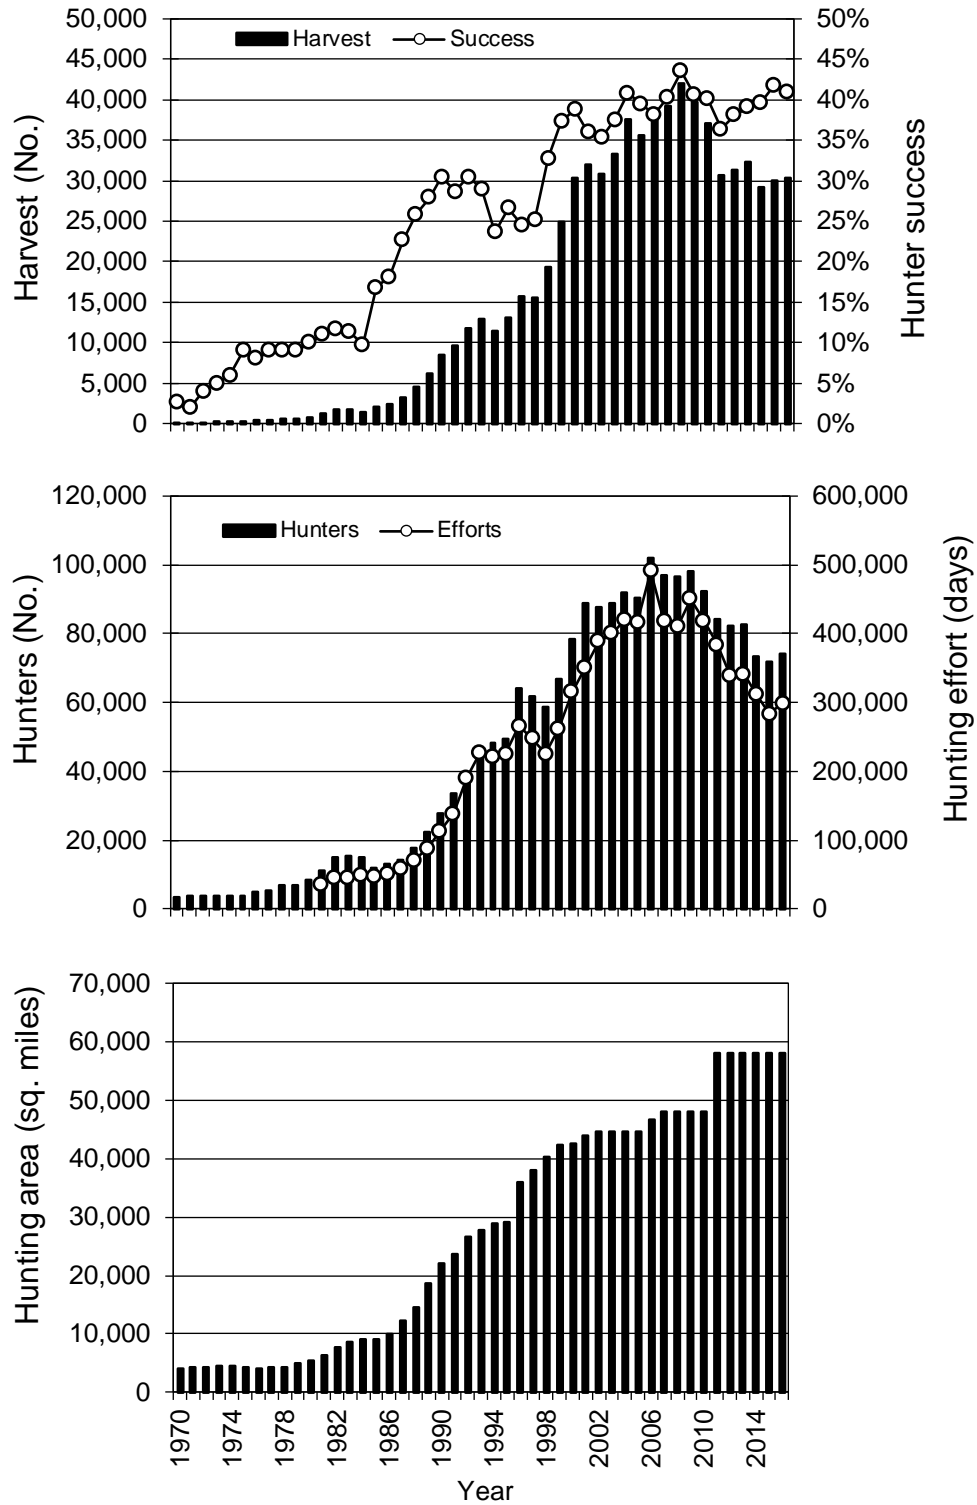 50,000 50%
Harvest Success
45,000 45%
40,000 40%
35,000 35%
30,000 30%
25,000 25%
20,000 20%
15,000 15%
10,000 10%
5,000 5%
0 0%
Harvest (No.)
Hunter success
120,000 600,000
Hunters Efforts
100,000 500,000
80,000 400,000
60,000 300,000
40,000 200,000
20,000 100,000
0 0
Hunters (No.)
Hunting effort (days)
70,000
60,000
50,000
40,000
30,000
20,000
10,000
0
Hunting area (sq. miles)
1970 1974 1978 1982 1986 1990 1994 1998 2002 2006 2010 2014
Year